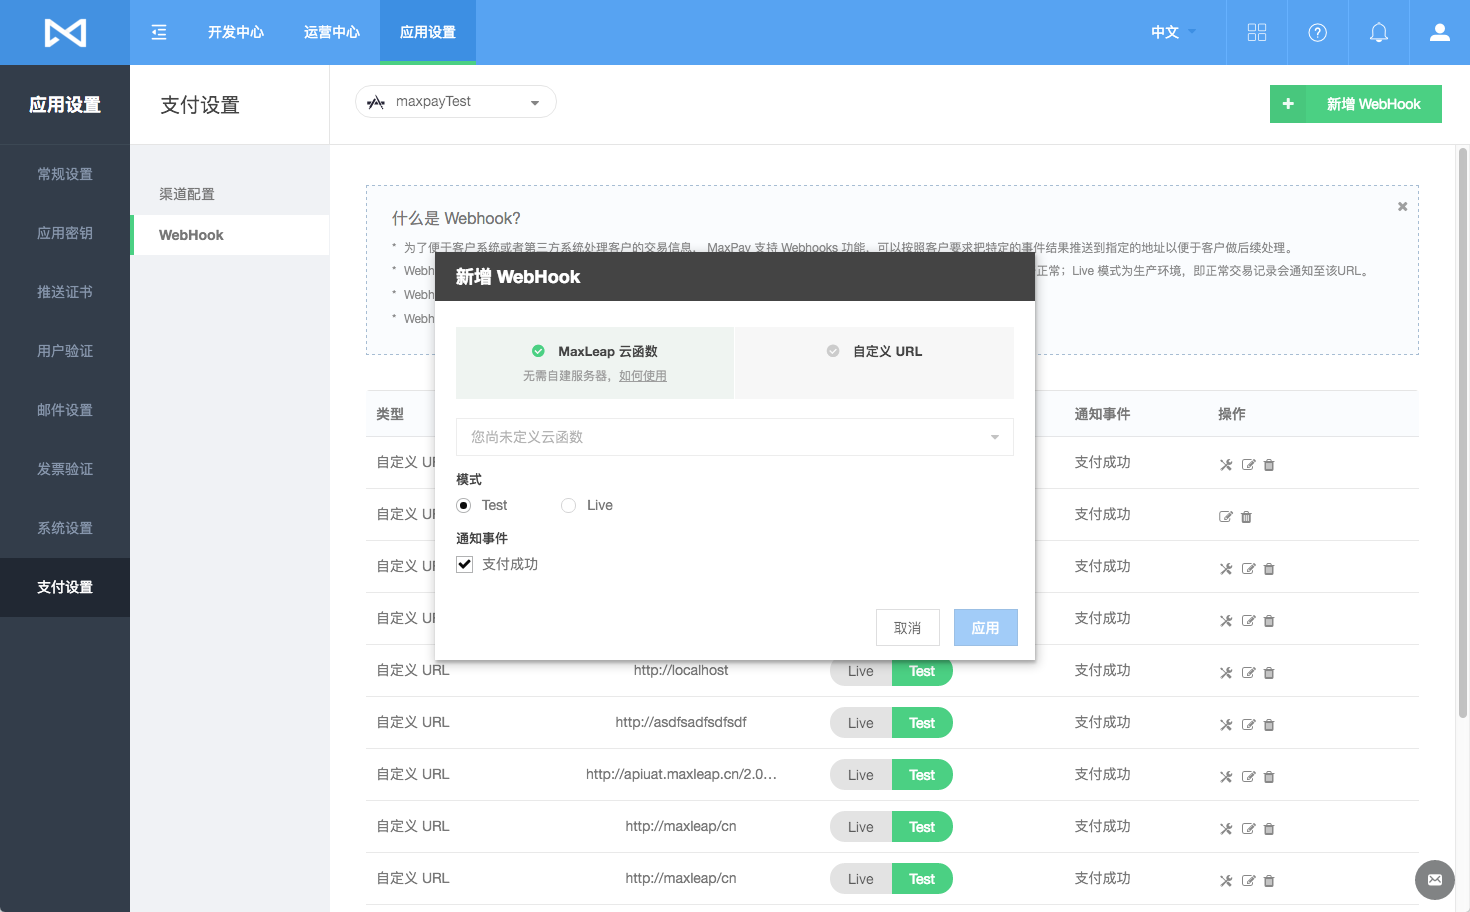 开发中心
运营中心
应用设置
中文
应用设置
支付设置
maxpayTest
新增 WebHook
常规设置
应用密钥
推送证书
用户验证
邮件设置
发票验证
系统设置
支付设置
渠道配置
WebHook
什么是 Webhook?
* 为了便于客户系统或者第三方系统处理客户的交易信息， MaxPay 支持 Webhooks 功能，可以按照客户要求把特定的事件结果推送到指定的地址以便于客户做后续处理。
* Webh
正常；Live 模式为生产环境，即正常交易记录会通知至该URL。
* Webh
* Webh
新增 WebHook
MaxLeap 云函数
无需自建服务器，如何使用
自定义 URL
您尚未定义云函数
模式
Test
Live
通知事件
支付成功
取消
应用
类型
通知事件
操作
自定义 UR
支付成功
自定义 UR
支付成功
自定义 UR
支付成功
自定义 UR
支付成功
自定义 URL
http://localhost
Live
Test
支付成功
自定义 URL
http://asdfsadfsdfsdf
Live
Test
支付成功
自定义 URL
http://apiuat.maxleap.cn/2.0...
Live
Test
支付成功
自定义 URL
http://maxleap/cn
Live
Test
支付成功
自定义 URL
http://maxleap/cn
Live
Test
支付成功